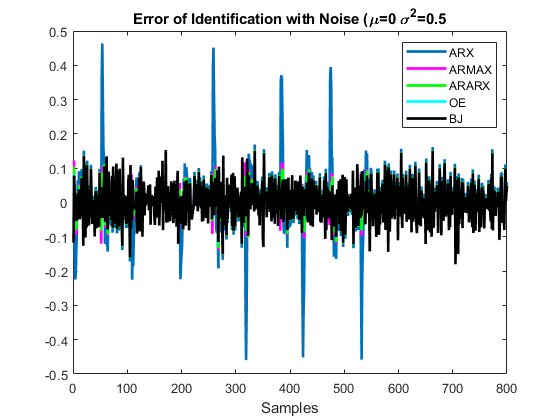 Error of Identification with Noise (μ=0 σ²=0.5
0.5
0.4
0.3
0.2
0.1
0
-0.1
-0.2
-0.3
-0.4
-0.5
ARX
ARMAX
ARARX
OE
BJ
0 100 200 300 400 500 600 700 800
Samples